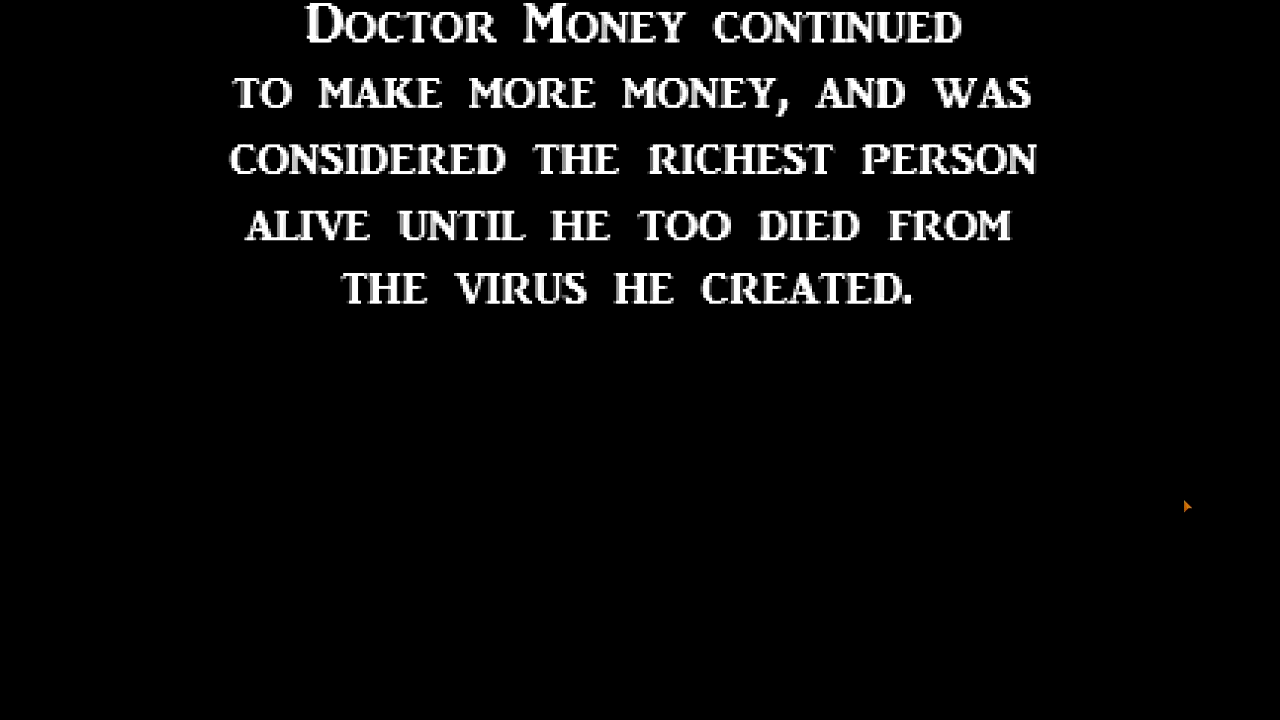 Doctor Money continued
to make more money, and was
considered the richest person
alive until he too died from
the virus he created.